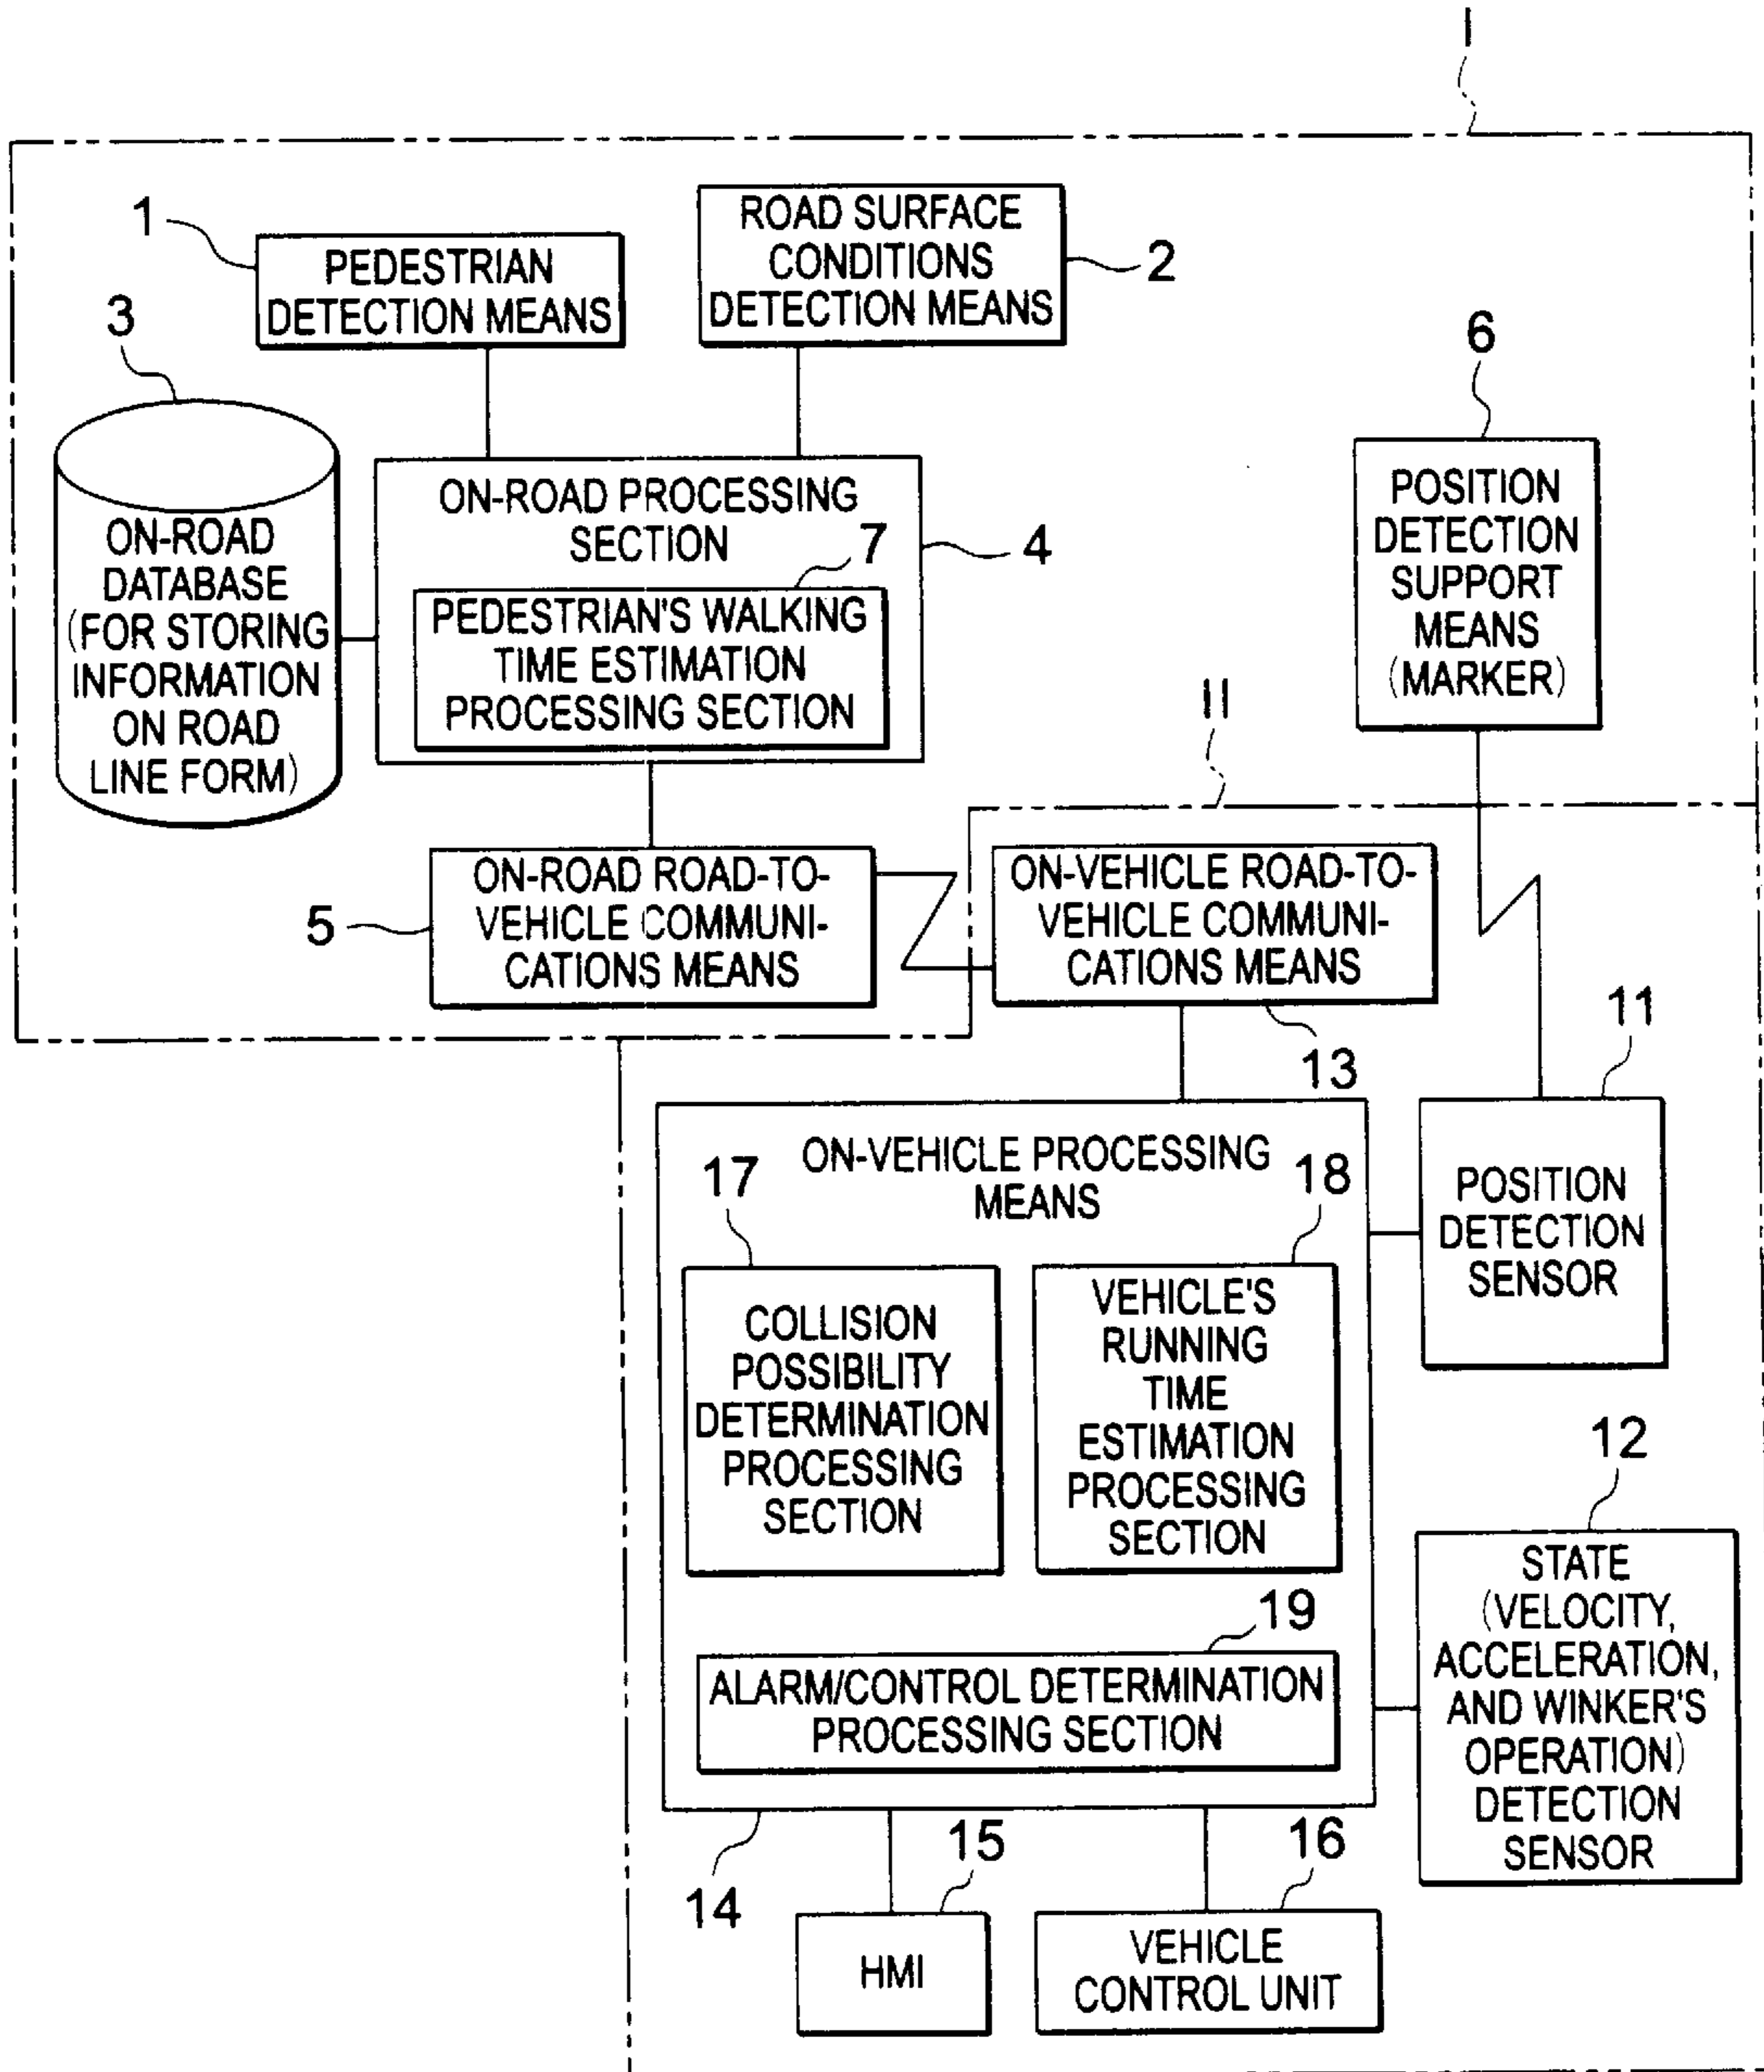 I
1
PEDESTRIAN
DETECTION MEANS
ROAD SURFACE
CONDITIONS
DETECTION MEANS
2
3
ON-ROAD
DATABASE
(FOR STORING
INFORMATION
ON ROAD
LINE FORM)
ON-ROAD PROCESSING
SECTION
4
7
PEDESTRIAN'S WALKING
TIME ESTIMATION
PROCESSING SECTION
6
POSITION
DETECTION
SUPPORT
MEANS
(MARKER)
II
5
ON-ROAD ROAD-TO-
VEHICLE COMMUNI-
CATIONS MEANS
ON-VEHICLE ROAD-TO-
VEHICLE COMMUNI-
CATIONS MEANS
13
11
POSITION
DETECTION
SENSOR
ON-VEHICLE PROCESSING
MEANS
17
COLLISION
POSSIBILITY
DETERMINATION
PROCESSING
SECTION
18
VEHICLE'S
RUNNING
TIME
ESTIMATION
PROCESSING
SECTION
12
STATE
(VELOCITY,
ACCELERATION,
AND WINKER'S
OPERATION)
DETECTION
SENSOR
19
ALARM/CONTROL DETERMINATION
PROCESSING SECTION
14
15
HMI
16
VEHICLE
CONTROL UNIT